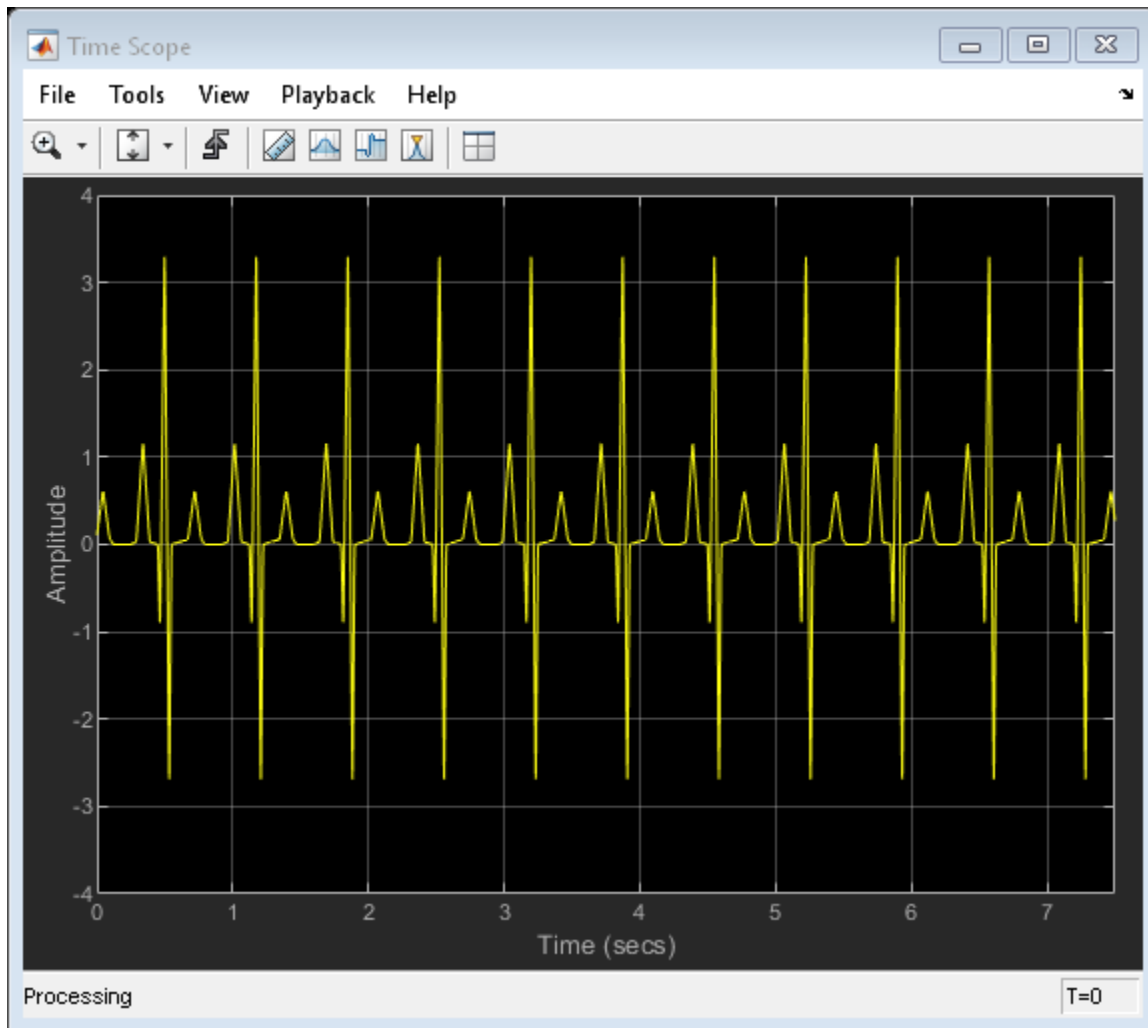 Time Scope
File Tools View Playback Help
4
3
2
1
0
-1
-2
-3
-4
Amplitude
0 1 2 3 4 5 6 7
Time (secs)
Processing T=0